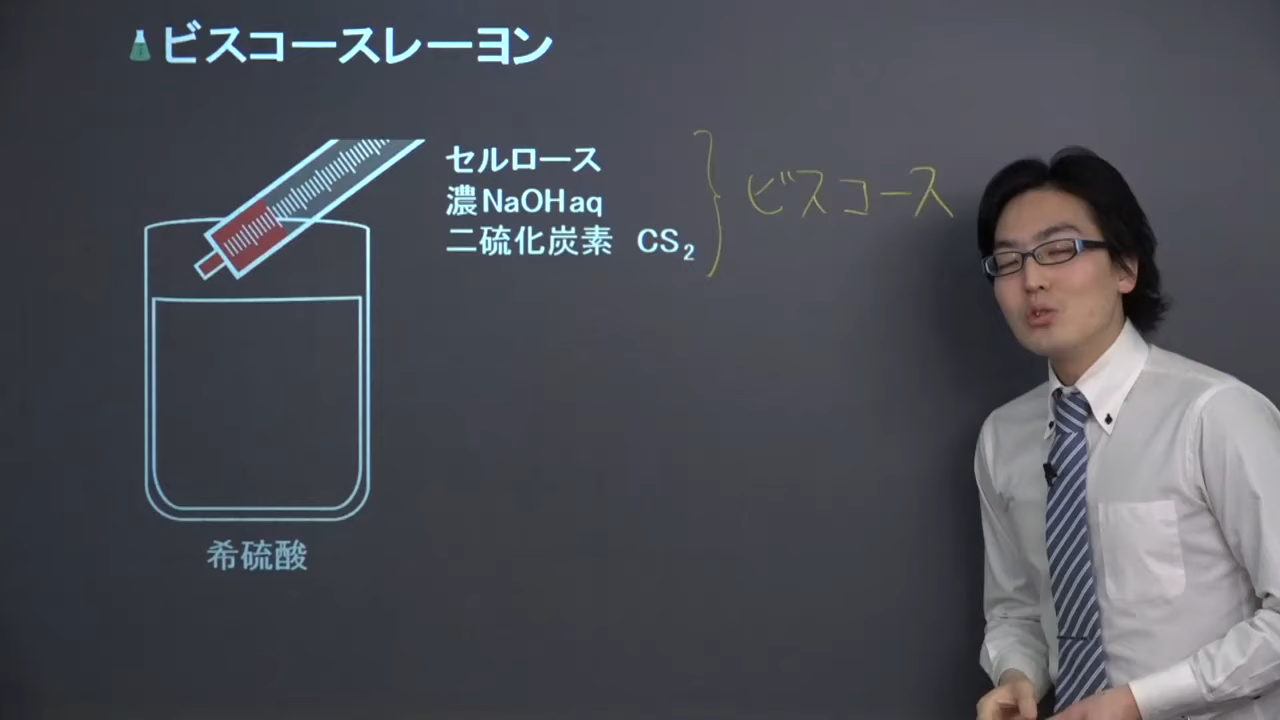 ビスコースレーヨン
セルロース
濃NaOHaq
二硫化炭素 CS₂
ビスコース
希硫酸